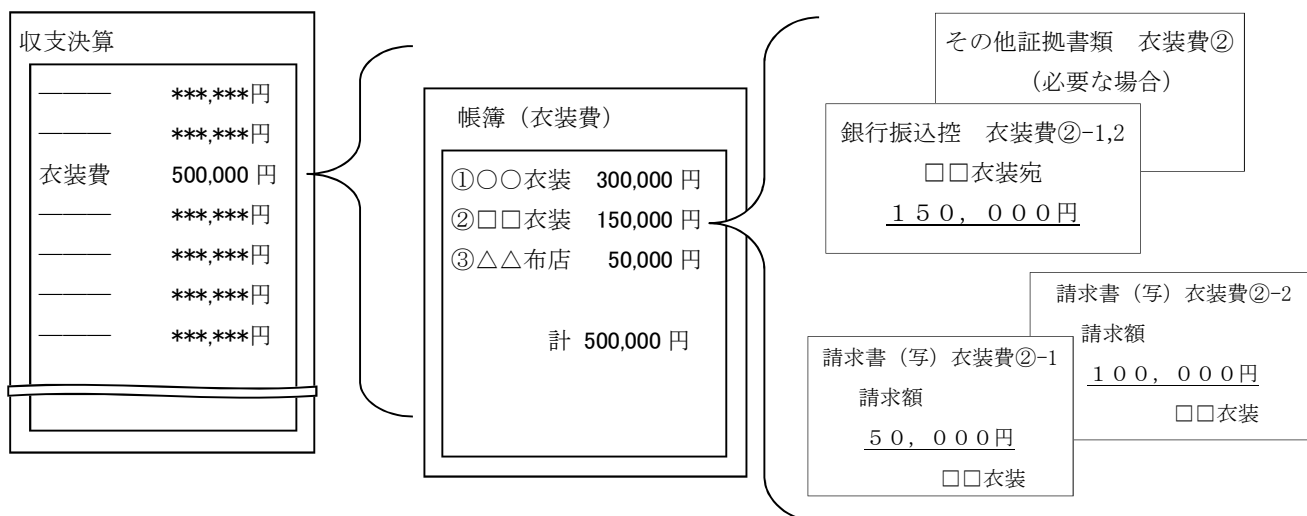 収支決算
――― ***,***円
――― ***,***円
衣装費 500,000 円
――― ***,***円
――― ***,***円
――― ***,***円
――― ***,***円
帳簿（衣装費）
①○○衣装 300,000 円
②□□衣装 150,000 円
③△△布店 50,000 円
計 500,000 円
その他証拠書類 衣装費②
（必要な場合）
銀行振込控 衣装費②-1,2
□□衣装宛
１５０，０００円
請求書（写）衣装費②-2
請求額
１００，０００円
□□衣装
請求書（写）衣装費②-1
請求額
５０，０００円
□□衣装